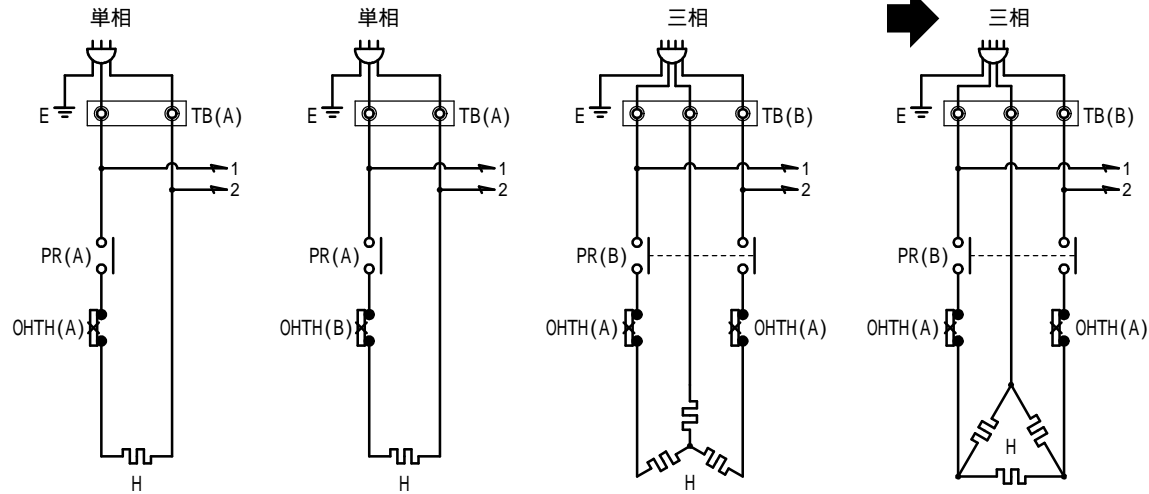 単相 単相 三相 三相
E TB(A) E TB(A) E TB(B) E TB(B)
1 1 1 1
2 2 2 2
PR(A) PR(A) PR(B) PR(B)
OHTH(A) OHTH(B) OHTH(A) OHTH(A) OHTH(A) OHTH(A)
H H H H